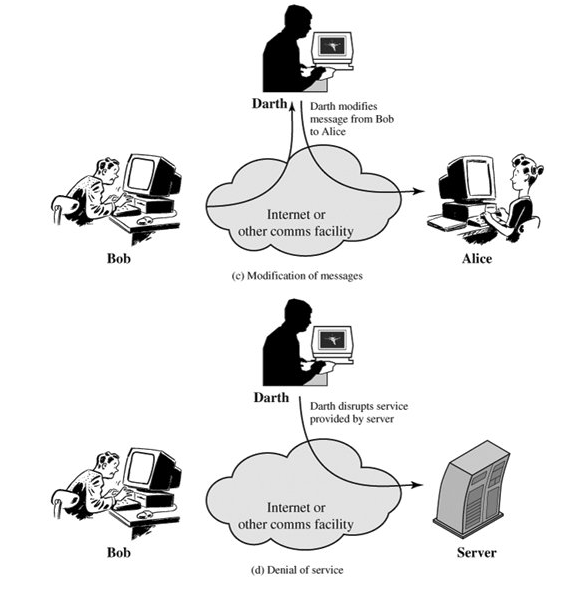 Darth
Darth modifies
message from Bob
to Alice
Internet or
other comms facility
Bob
Alice
(c) Modification of messages
Darth
Darth disrupts service
provided by server
Internet or
other comms facility
Bob
Server
(d) Denial of service